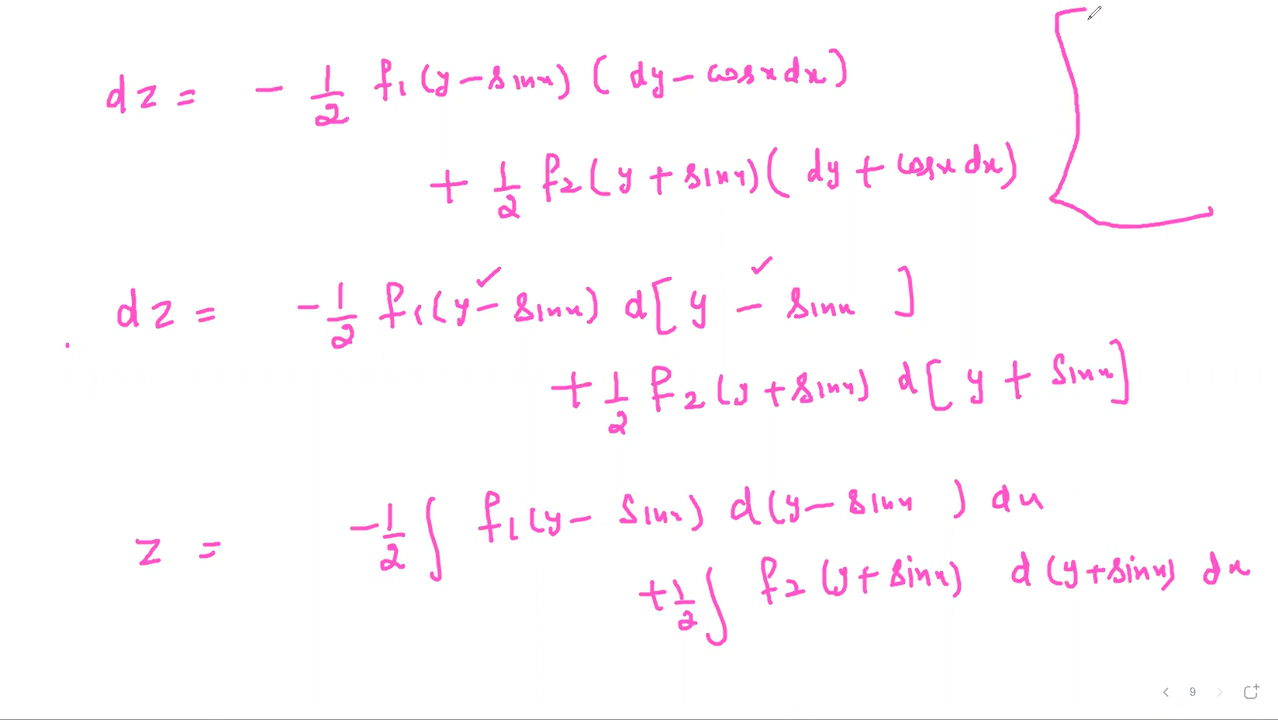 dz = - 1/2 f₁(y - sinx) (dy - cosx dx)
+ 1/2 f₂(y + sinx)(dy + cosx dx)
dz = -1/2 f₁(y - sinx) d[y - sinx]
+ 1/2 f₂(y + sinx) d[y + sinx]
z = -1/2 ∫ f₁(y - sinx) d(y - sinx) dx
+ 1/2 ∫ f₂(y + sinx) d(y + sinx) dx
9